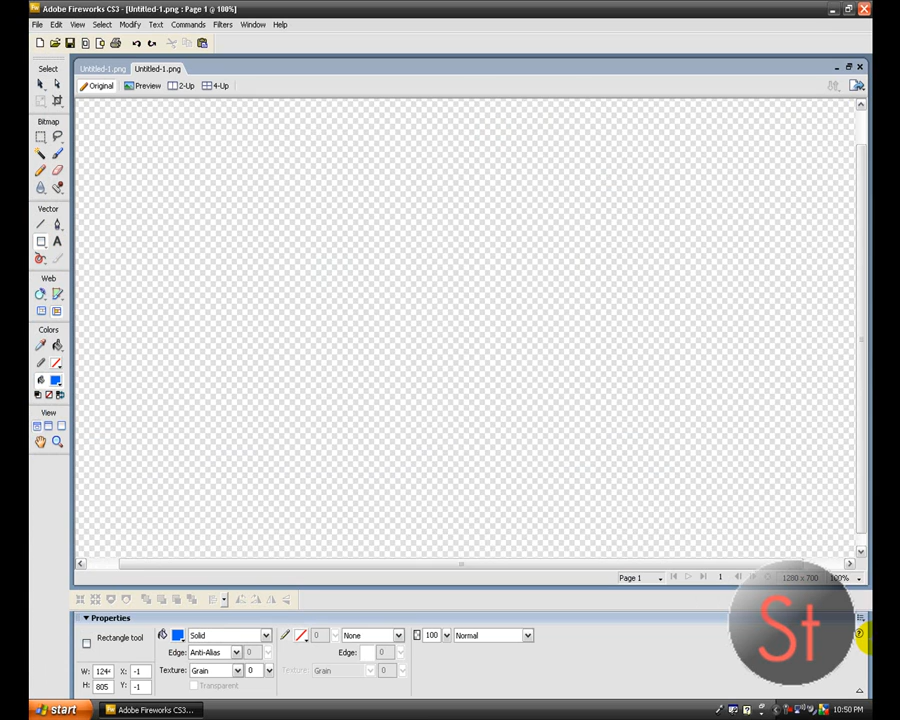 Adobe Fireworks CS3 - [Untitled-1.png : Page 1 @ 100%]
File Edit View Select Modify Text Commands Filters Window Help
Select
Untitled-1.png Untitled-1.png
Original Preview 2-Up 4-Up
Bitmap
Vector
A
Web
Colors
View
Page 1 1 1280 x 700 100%
Properties
Rectangle tool Solid 0 None 100 Normal
Edge: Anti-Alias 0 Edge: 0
W: 124 X: -1 Texture: Grain 0 Texture: Grain 0
H: 805 Y: -1 Transparent
St
start Adobe Fireworks CS3... 10:50 PM